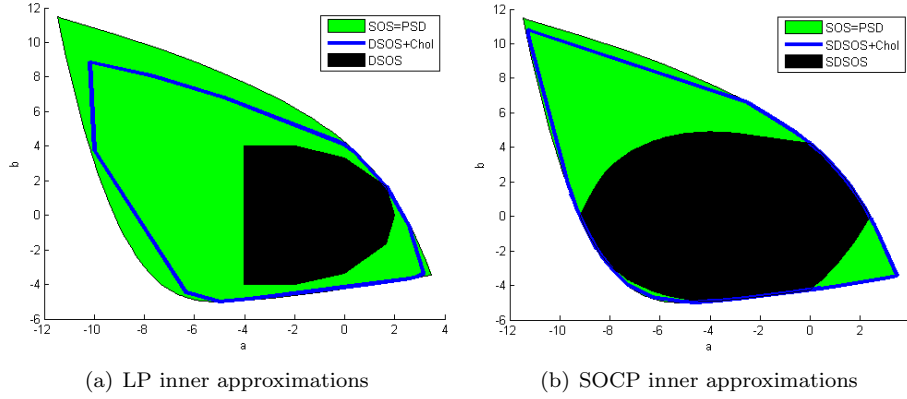 12
10
8
6
4
2
0
-2
-4
-6
b
-12 -10 -8 -6 -4 -2 0 2 4
a
SOS=PSD
DSOS+Chol
DSOS
(a) LP inner approximations
12
10
8
6
4
2
0
-2
-4
-6
b
-12 -10 -8 -6 -4 -2 0 2
a
SOS=PSD
SDSOS+Chol
SDSOS
(b) SOCP inner approximations